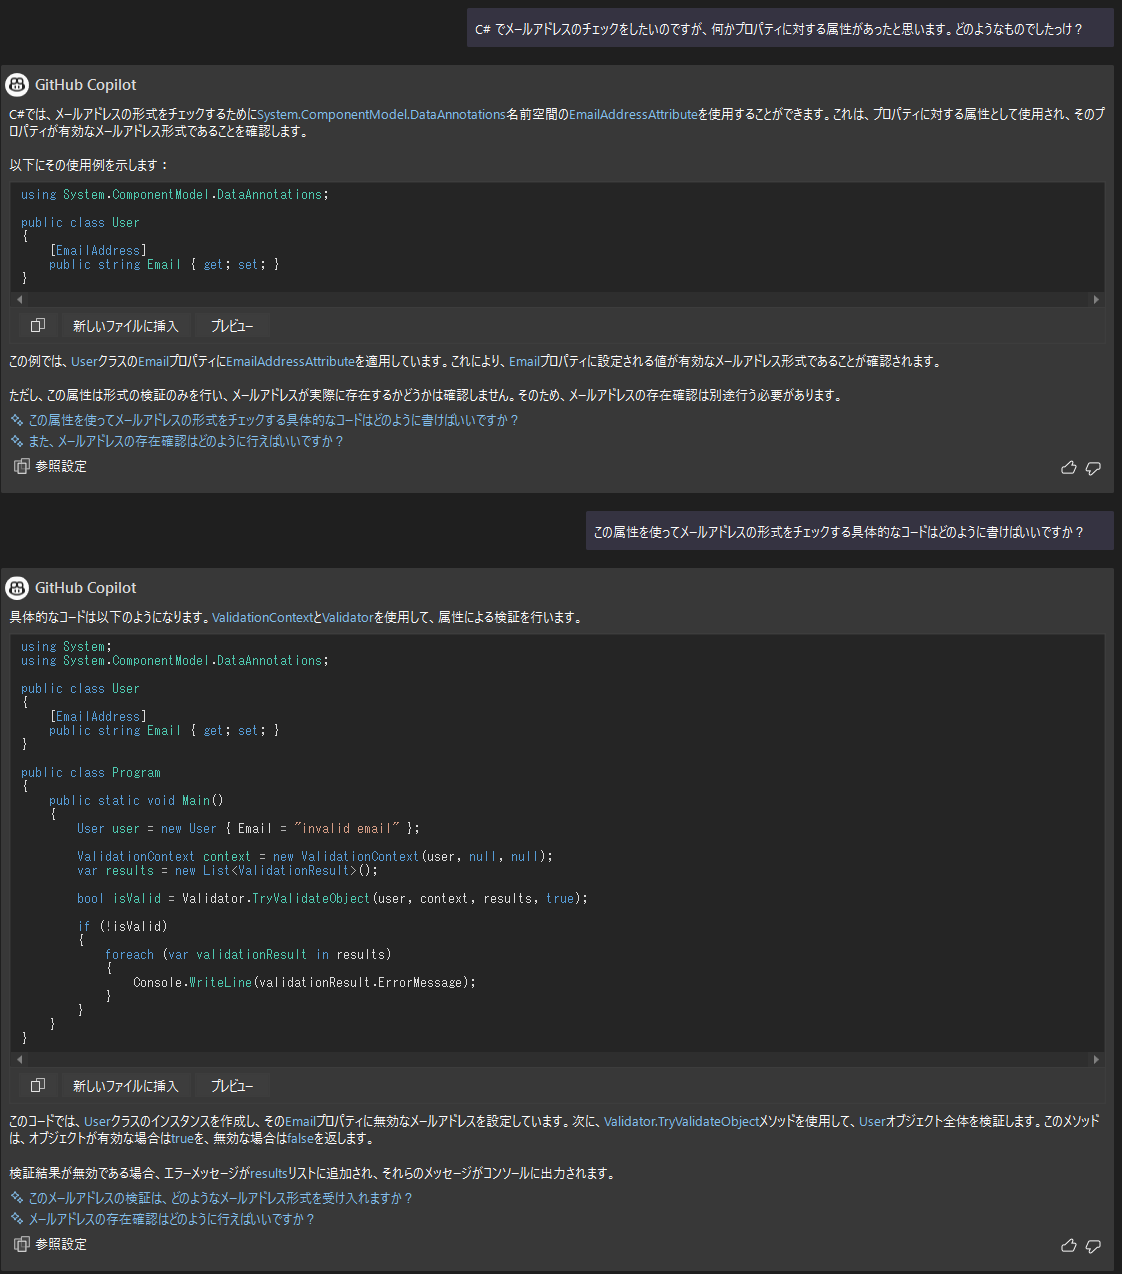 C# でメールアドレスのチェックをしたいのですが、何かプロパティに対する属性があったと思います。どのようなものでしたっけ？
GitHub Copilot
C#では、メールアドレスの形式をチェックするためにSystem.ComponentModel.DataAnnotations名前空間のEmailAddressAttributeを使用することができます。これは、プロパティに対する属性として使用され、そのプ
ロパティが有効なメールアドレス形式であることを確認します。
以下にその使用例を示します：
using System.ComponentModel.DataAnnotations;
public class User
{
    [EmailAddress]
    public string Email { get; set; }
}
新しいファイルに挿入
プレビュー
この例では、UserクラスのEmailプロパティにEmailAddressAttributeを適用しています。これにより、Emailプロパティに設定される値が有効なメールアドレス形式であることが確認されます。
ただし、この属性は形式の検証のみを行い、メールアドレスが実際に存在するかどうかは確認しません。そのため、メールアドレスの存在確認は別途行う必要があります。
この属性を使ってメールアドレスの形式をチェックする具体的なコードはどのように書けばいいですか？
また、メールアドレスの存在確認はどのように行えばいいですか？
参照設定
この属性を使ってメールアドレスの形式をチェックする具体的なコードはどのように書けばいいですか？
GitHub Copilot
具体的なコードは以下のようになります。ValidationContextとValidatorを使用して、属性による検証を行います。
using System;
using System.ComponentModel.DataAnnotations;
public class User
{
    [EmailAddress]
    public string Email { get; set; }
}
public class Program
{
    public static void Main()
    {
        User user = new User { Email = "invalid email" };
        ValidationContext context = new ValidationContext(user, null, null);
        var results = new List<ValidationResult>();
        bool isValid = Validator.TryValidateObject(user, context, results, true);
        if (!isValid)
        {
            foreach (var validationResult in results)
            {
                Console.WriteLine(validationResult.ErrorMessage);
            }
        }
    }
}
新しいファイルに挿入
プレビュー
このコードでは、Userクラスのインスタンスを作成し、そのEmailプロパティに無効なメールアドレスを設定しています。次に、Validator.TryValidateObjectメソッドを使用して、Userオブジェクト全体を検証します。このメソッド
は、オブジェクトが有効な場合はtrueを、無効な場合はfalseを返します。
検証結果が無効である場合、エラーメッセージがresultsリストに追加され、それらのメッセージがコンソールに出力されます。
このメールアドレスの検証は、どのようなメールアドレス形式を受け入れますか？
メールアドレスの存在確認はどのように行えばいいですか？
参照設定